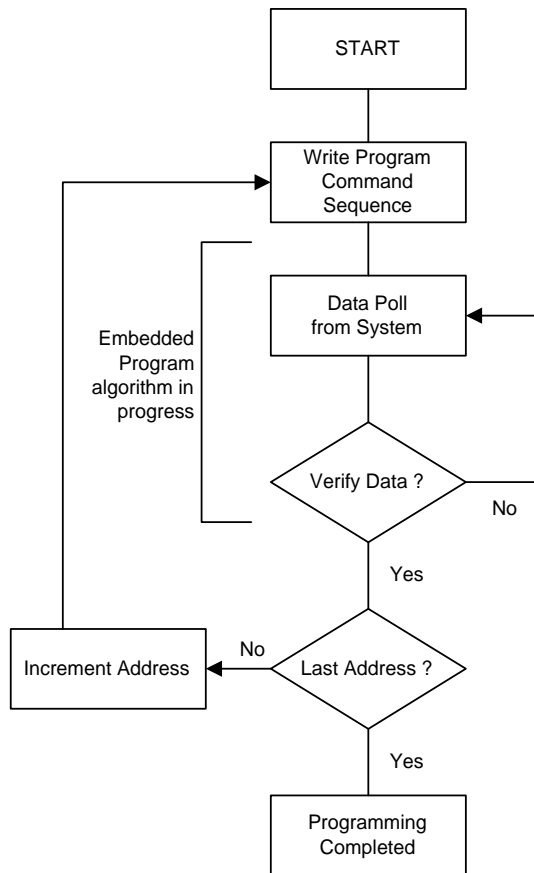 START
Write Program
Command
Sequence
Data Poll
from System
Embedded
Program
algorithm in
progress
Verify Data ?
No
Yes
No
Increment Address
Last Address ?
Yes
Programming
Completed